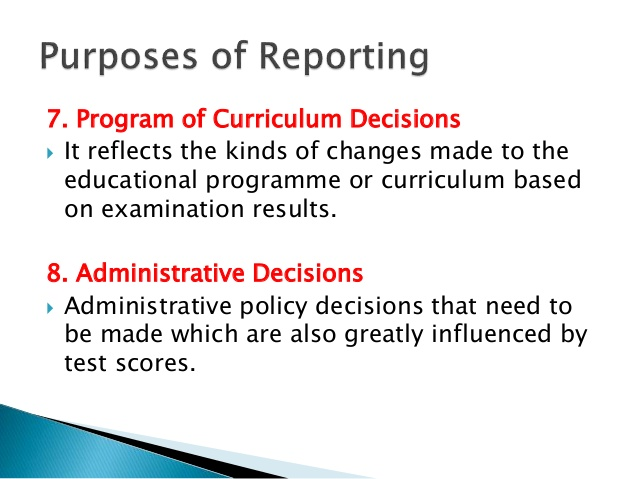 Purposes of Reporting
7. Program of Curriculum Decisions
It reflects the kinds of changes made to the
educational programme or curriculum based
on examination results.
8. Administrative Decisions
Administrative policy decisions that need to
be made which are also greatly influenced by
test scores.